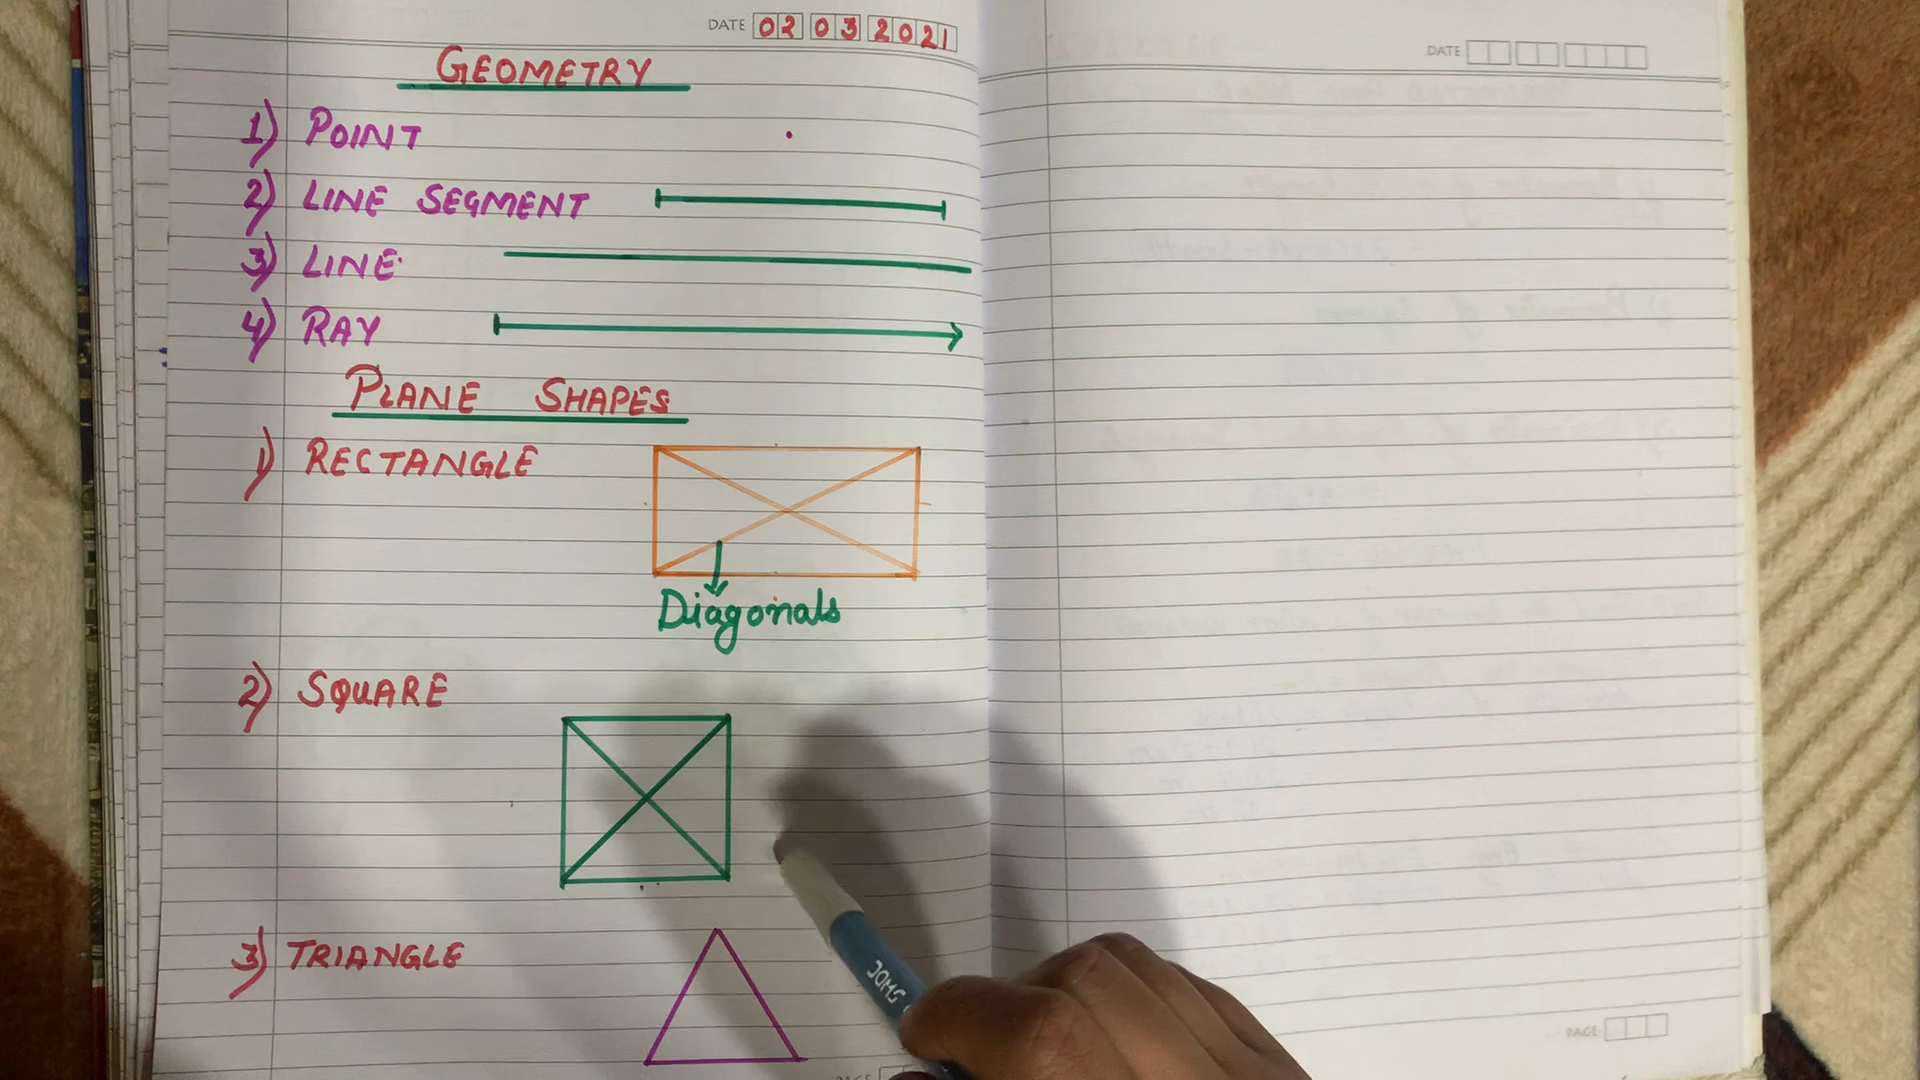 DATE 02 03 2021
GEOMETRY
1) POINT
2) LINE SEGMENT
3) LINE
4) RAY
PLANE SHAPES
1) RECTANGLE
Diagonals
2) SQUARE
3) TRIANGLE
DATE
PAGE
PAGE